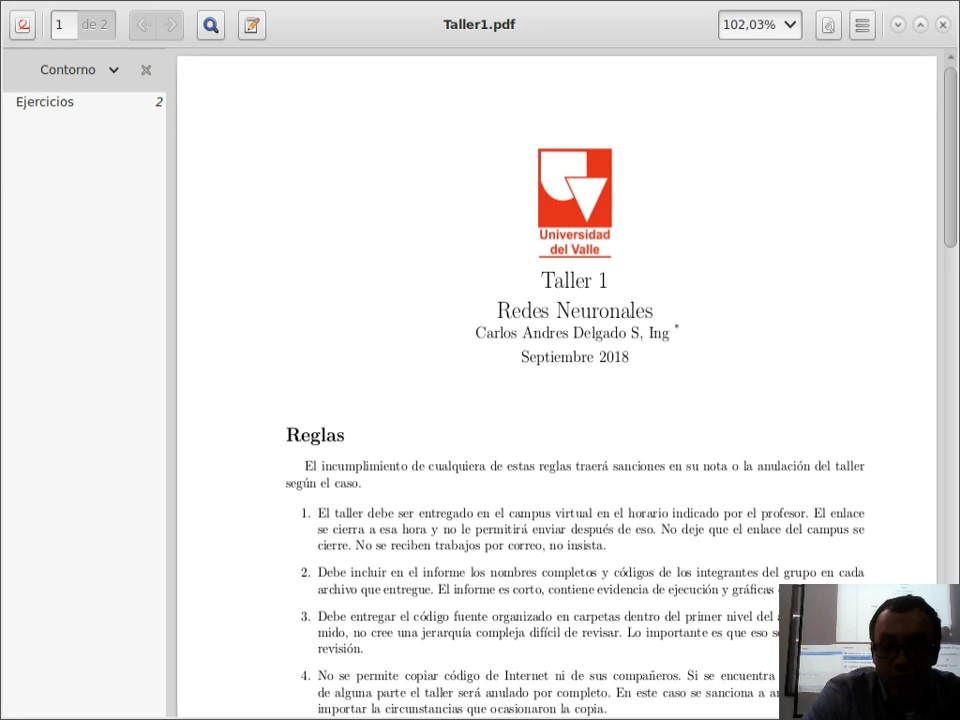 1 de 2
Taller1.pdf
102,03%
Contorno
Ejercicios 2
Universidad
del Valle
Taller 1
Redes Neuronales
Carlos Andres Delgado S, Ing *
Septiembre 2018
Reglas
El incumplimiento de cualquiera de estas reglas traerá sanciones en su nota o la anulación del taller
según el caso.
1. El taller debe ser entregado en el campus virtual en el horario indicado por el profesor. El enlace
se cierra a esa hora y no le permitirá enviar después de eso. No deje que el enlace del campus se
cierre. No se reciben trabajos por correo, no insista.
2. Debe incluir en el informe los nombres completos y códigos de los integrantes del grupo en cada
archivo que entregue. El informe es corto, contiene evidencia de ejecución y gráficas
3. Debe entregar el código fuente organizado en carpetas dentro del primer nivel del
mido, no cree una jerarquía compleja difícil de revisar. Lo importante es que eso
revisión.
4. No se permite copiar código de Internet ni de sus compañeros. Si se encuentra
de alguna parte el taller será anulado por completo. En este caso se sanciona a
importar la circunstancias que ocasionaron la copia.